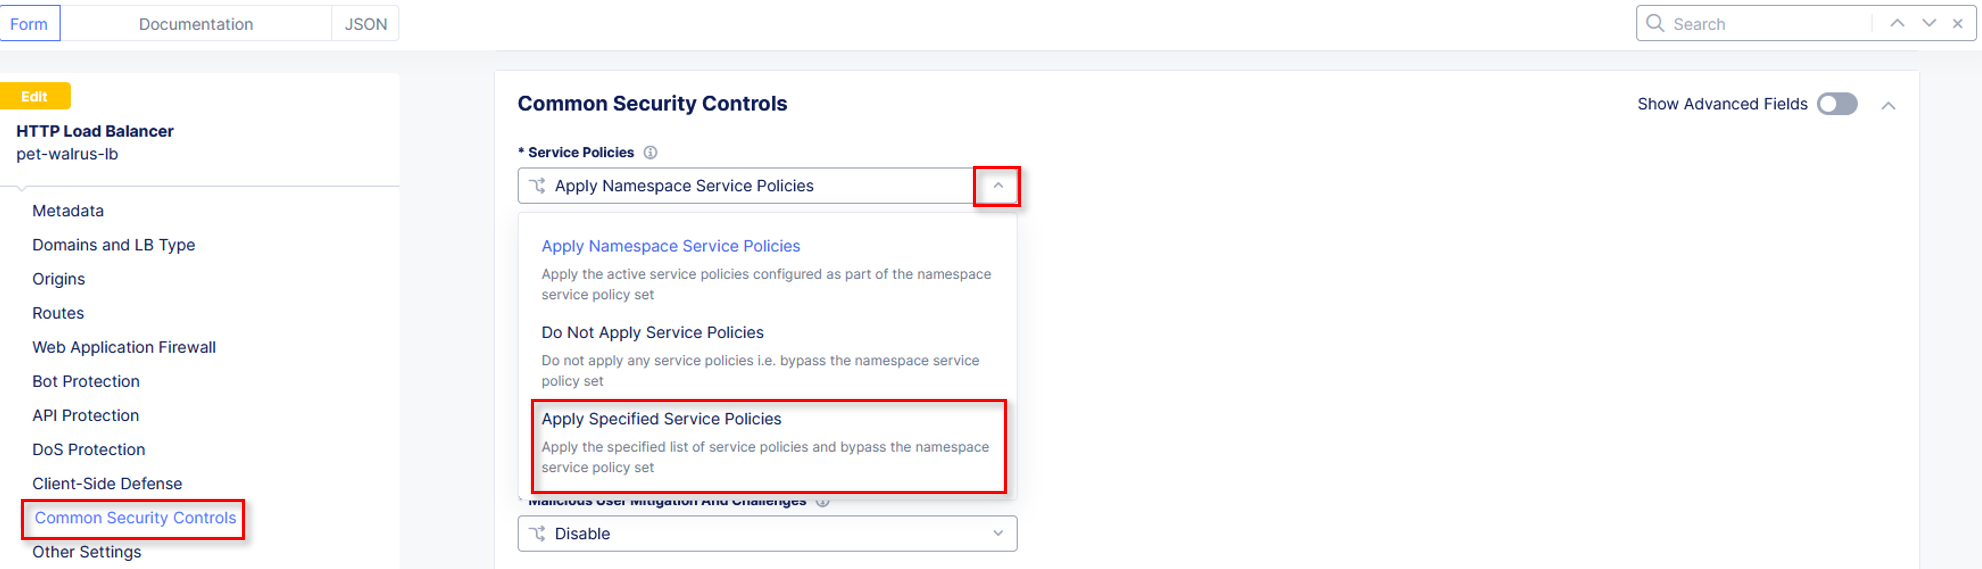 Form
Documentation
JSON
Search
Edit
HTTP Load Balancer
pet-walrus-lb
Metadata
Domains and LB Type
Origins
Routes
Web Application Firewall
Bot Protection
API Protection
DoS Protection
Client-Side Defense
Common Security Controls
Other Settings
Common Security Controls
Show Advanced Fields
* Service Policies
Apply Namespace Service Policies
Apply Namespace Service Policies
Apply the active service policies configured as part of the namespace
service policy set
Do Not Apply Service Policies
Do not apply any service policies i.e. bypass the namespace service
policy set
Apply Specified Service Policies
Apply the specified list of service policies and bypass the namespace
service policy set
* Malicious User Mitigation And Challenges
Disable